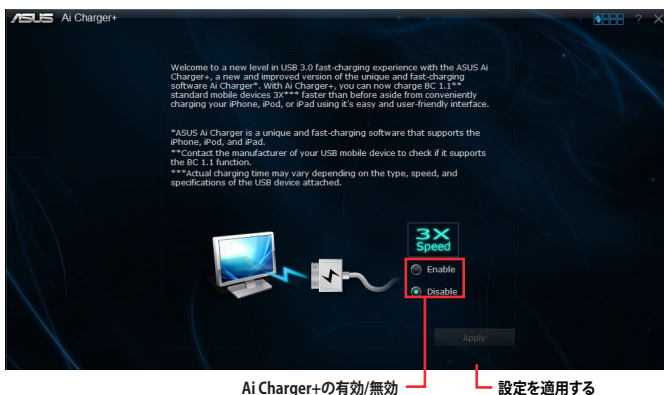 ASUS Ai Charger+
? X
Welcome to a new level in USB 3.0 fast-charging experience with the ASUS Ai
Charger+, a new and improved version of the unique and fast-charging
software Ai Charger*. With Ai Charger+, you can now charge BC 1.1**
standard mobile devices 3X*** faster than before aside from conveniently
charging your iPhone, iPod, or iPad using it's easy and user-friendly interface.
*ASUS Ai Charger is a unique and fast-charging software that supports the
iPhone, iPod, and iPad.
**Contact the manufacturer of your USB mobile device to check if it supports
the BC 1.1 function.
***Actual charging time may vary depending on the type, speed, and
specifications of the USB device attached.
3X
Speed
Enable
Disable
Apply
Ai Charger+の有効/無効
設定を適用する